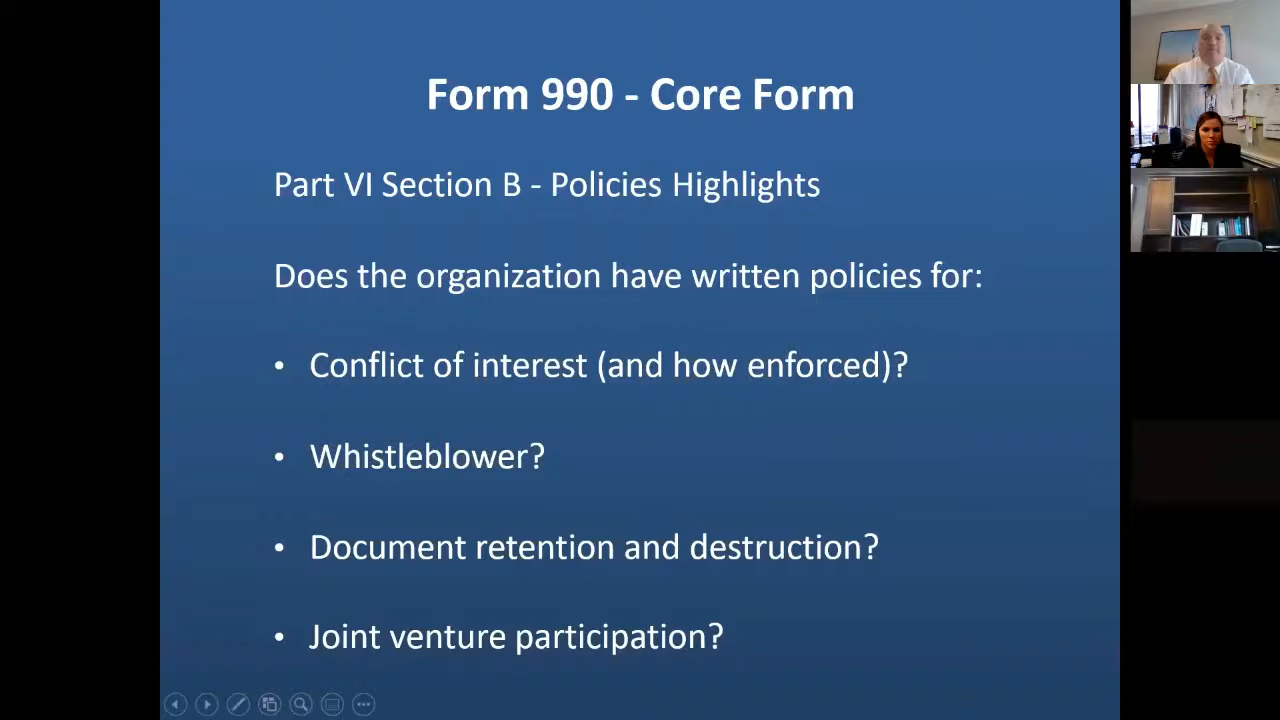 Form 990 - Core Form
Part VI Section B - Policies Highlights
Does the organization have written policies for:
• Conflict of interest (and how enforced)?
• Whistleblower?
• Document retention and destruction?
• Joint venture participation?